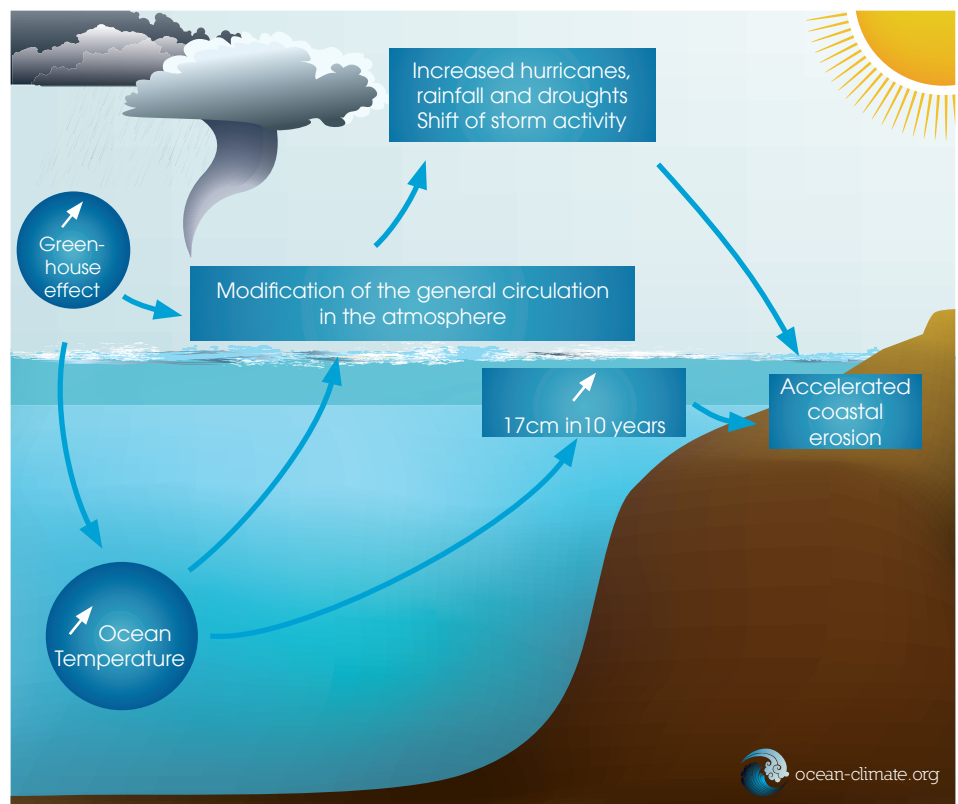 Increased hurricanes,
rainfall and droughts
Shift of storm activity
Green-
house
effect
Modification of the general circulation
in the atmosphere
17cm in10 years
Accelerated
coastal
erosion
Ocean
Temperature
ocean-climate.org